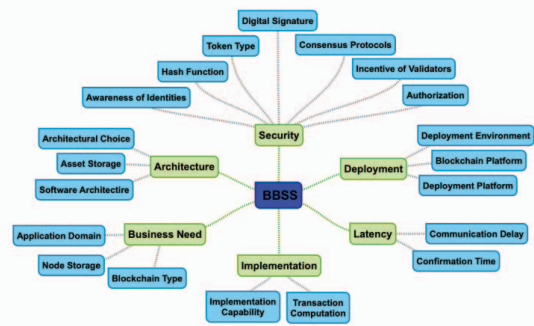 Digital Signature
Token Type
Consensus Protocols
Hash Function
Incentive of Validators
Awareness of Identities
Authorization
Security
Architectural Choice
Deployment Environment
Asset Storage
Architecture
Deployment
Blockchain Platform
Software Architectire
Deployment Platform
BBSS
Application Domain
Business Need
Latency
Communication Delay
Node Storage
Implementation
Confirmation Time
Blockchain Type
Implementation
Capability
Transaction
Computation